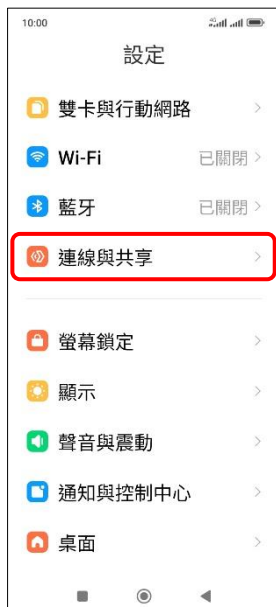 10:00
4G
設定
雙卡與行動網路
Wi-Fi 已關閉
藍牙 已關閉
連線與共享
螢幕鎖定
顯示
聲音與震動
通知與控制中心
桌面